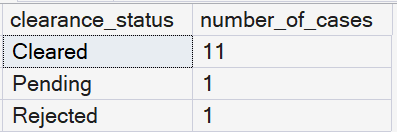 clearance_status number_of_cases
Cleared 11
Pending 1
Rejected 1